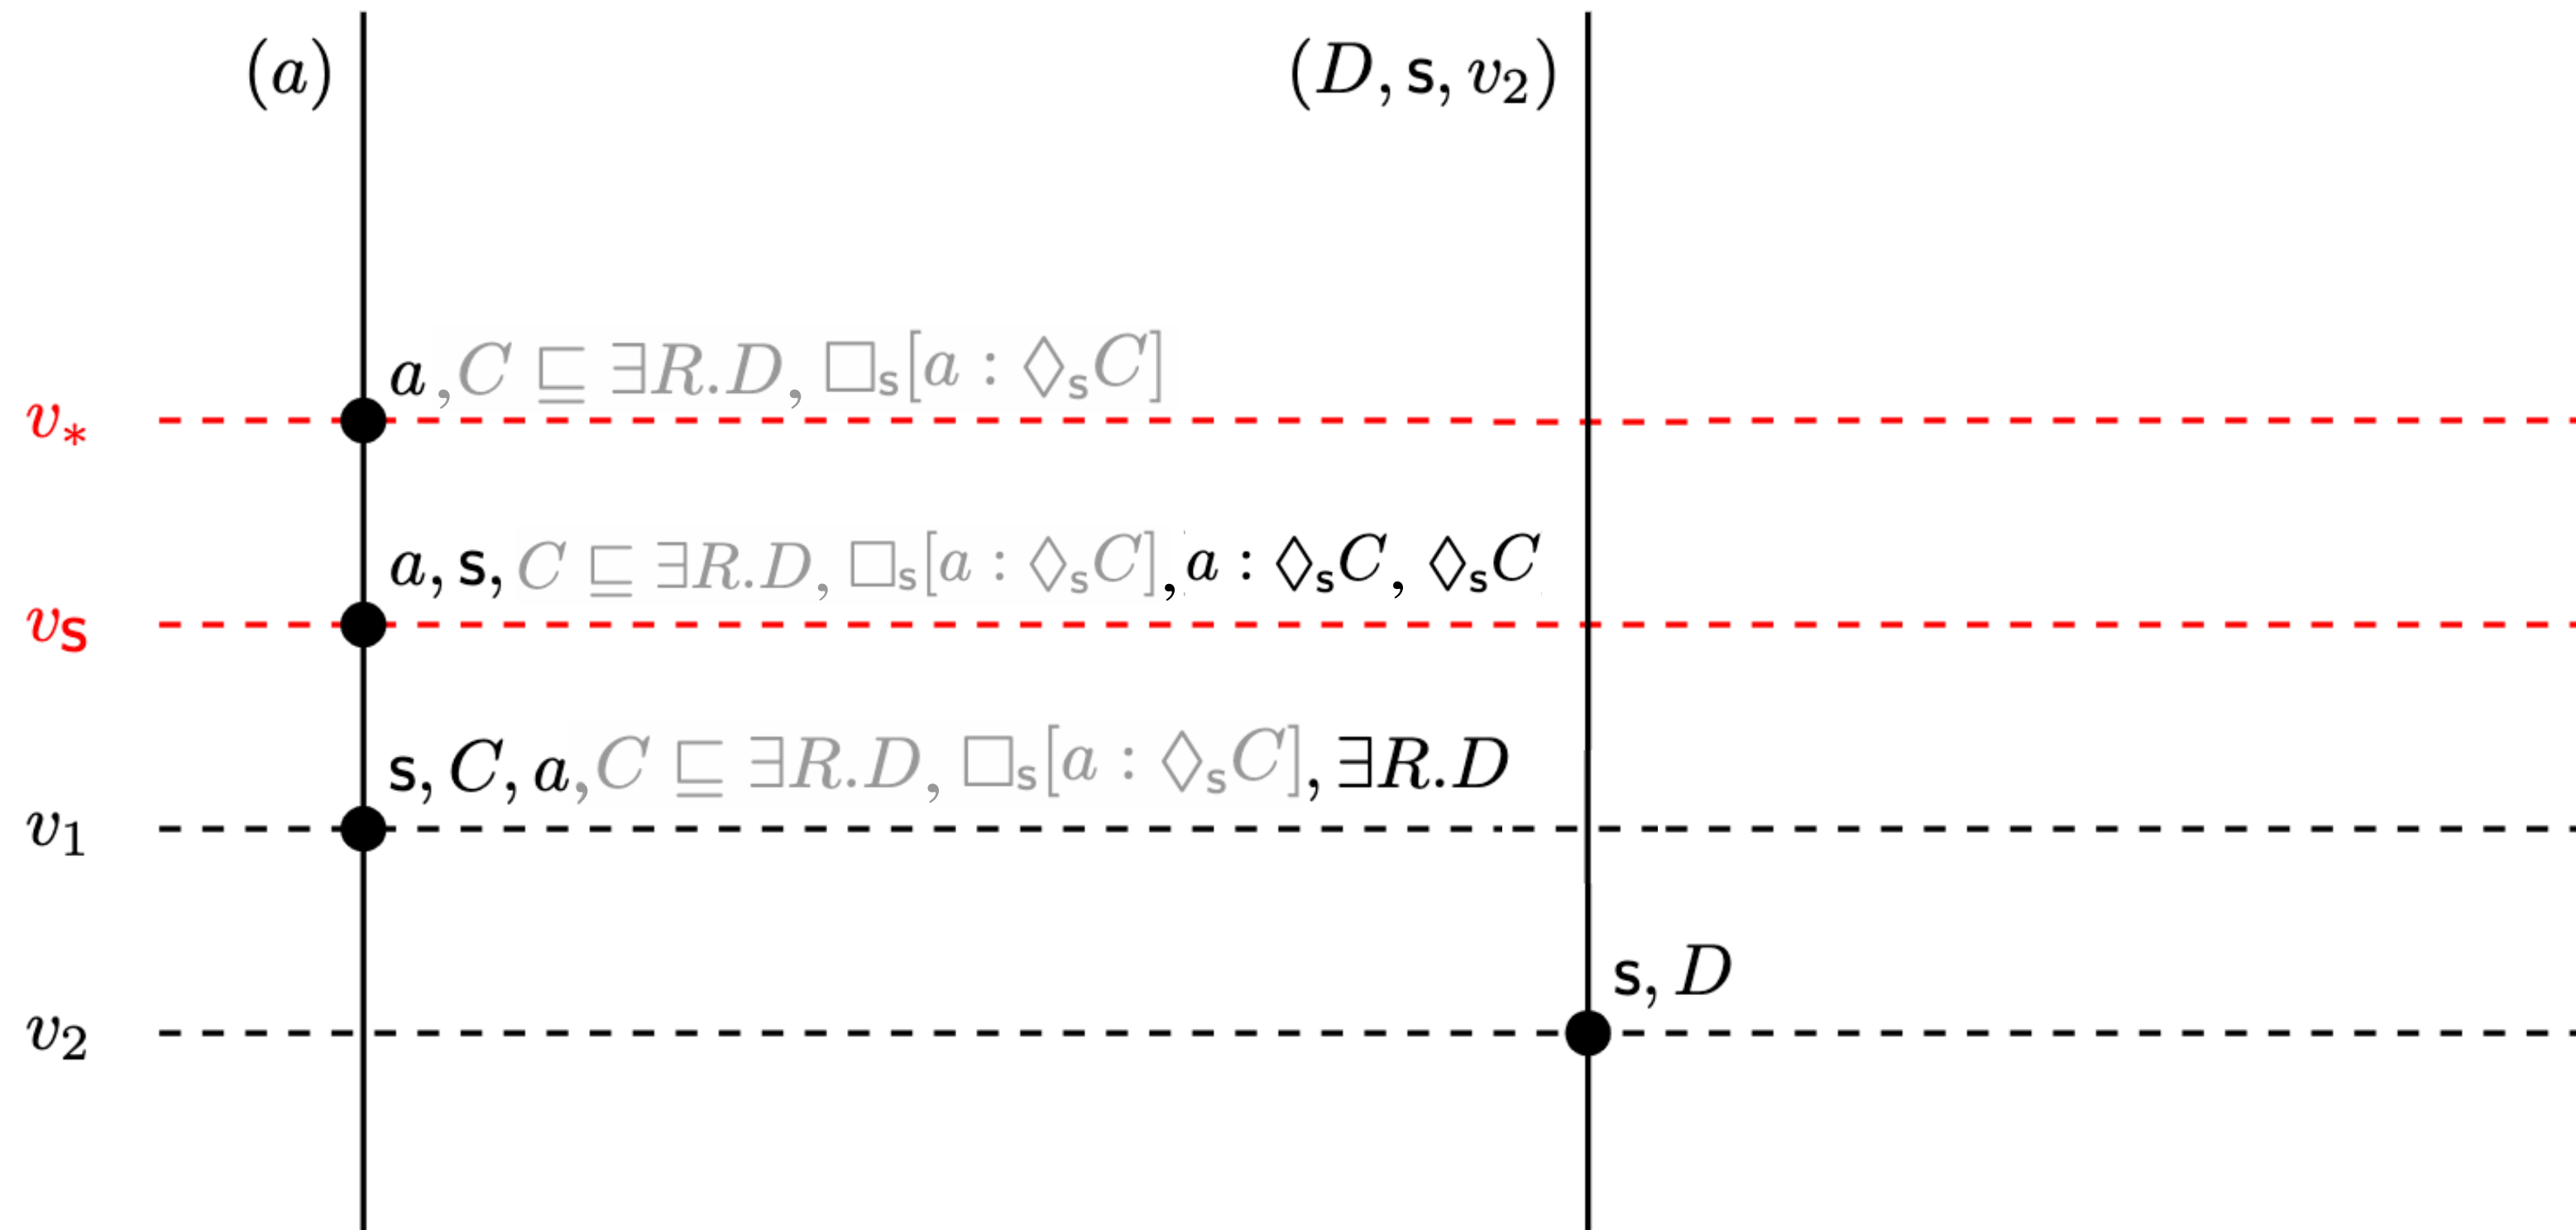 (a) (D, s, v₂)
a, C ⊑ ∃R.D, □ₛ[a : ◇ₛC]
v∗
a, s, C ⊑ ∃R.D, □ₛ[a : ◇ₛC], a : ◇ₛC, ◇ₛC
vₛ
s, C, a, C ⊑ ∃R.D, □ₛ[a : ◇ₛC], ∃R.D
v₁
s, D
v₂